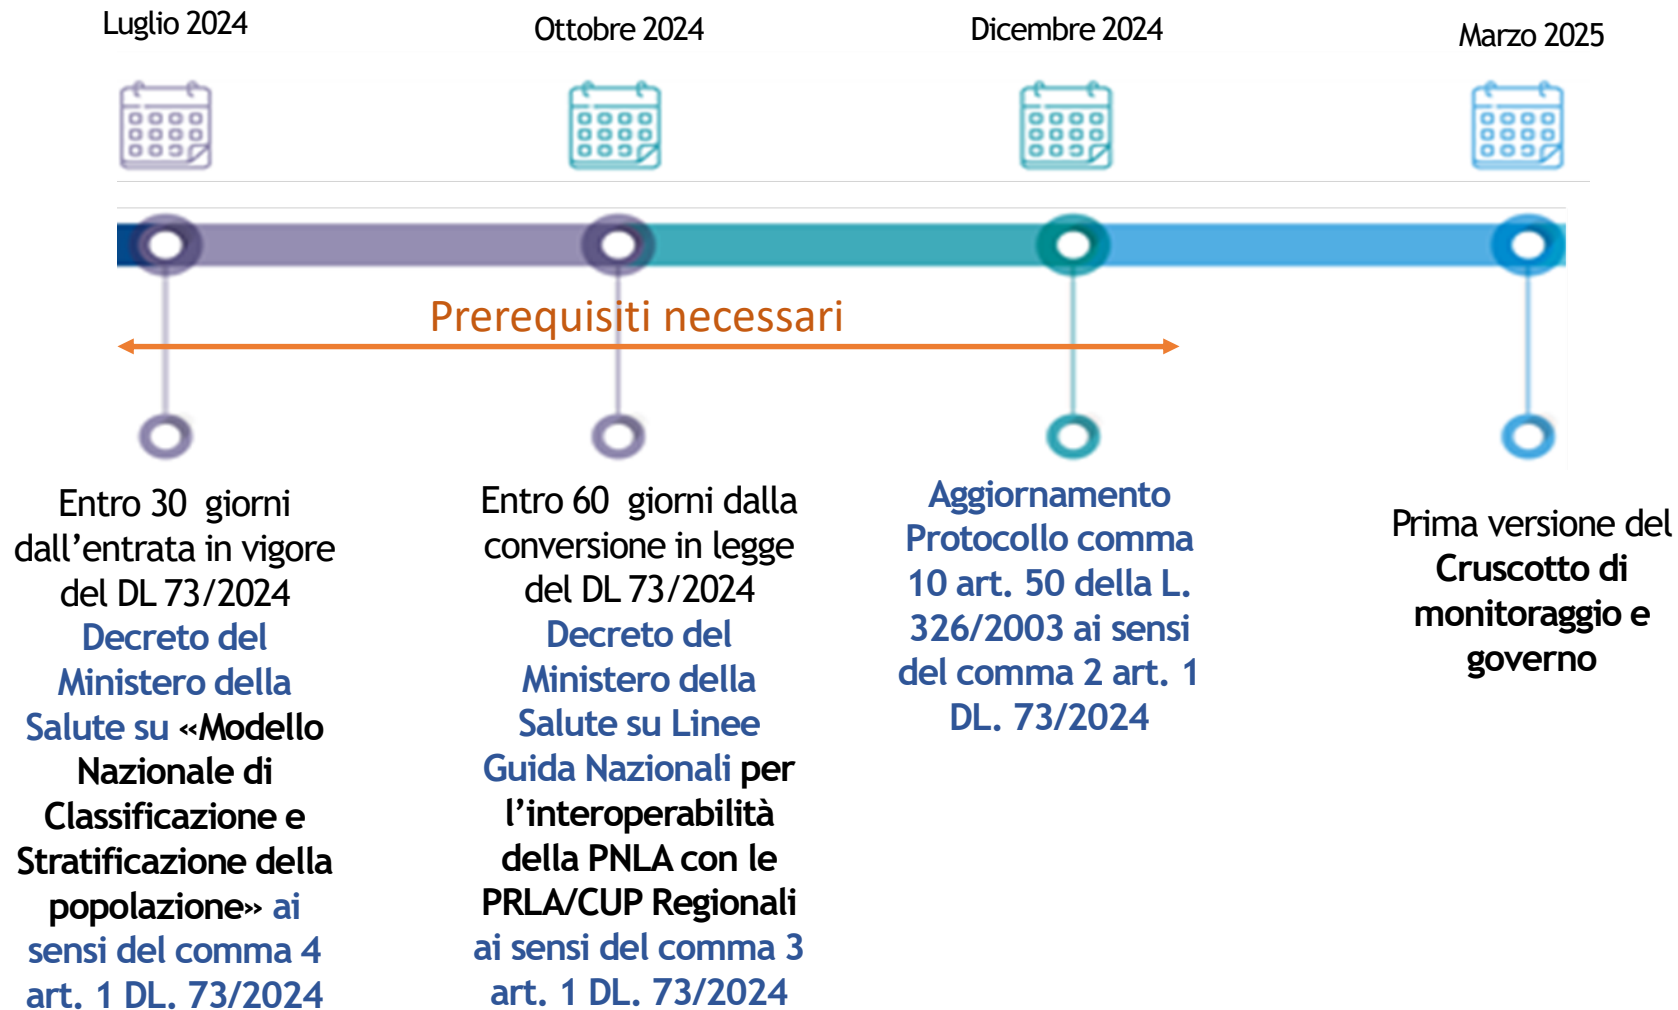 Luglio 2024
Ottobre 2024
Dicembre 2024
Marzo 2025
Prerequisiti necessari
Entro 30 giorni
dall’entrata in vigore
del DL 73/2024
Decreto del
Ministero della
Salute su «Modello
Nazionale di
Classificazione e
Stratificazione della
popolazione» ai
sensi del comma 4
art. 1 DL. 73/2024
Entro 60 giorni dalla
conversione in legge
del DL 73/2024
Decreto del
Ministero della
Salute su Linee
Guida Nazionali per
l’interoperabilità
della PNLA con le
PRLA/CUP Regionali
ai sensi del comma 3
art. 1 DL. 73/2024
Aggiornamento
Protocollo comma
10 art. 50 della L.
326/2003 ai sensi
del comma 2 art. 1
DL. 73/2024
Prima versione del
Cruscotto di
monitoraggio e
governo